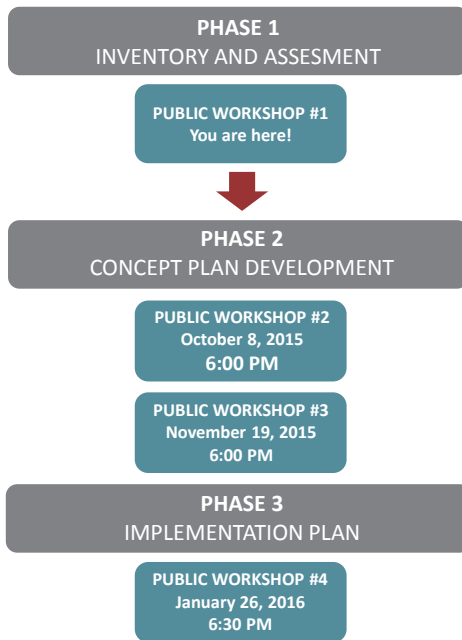 PHASE 1
INVENTORY AND ASSESMENT
PUBLIC WORKSHOP #1
You are here!
PHASE 2
CONCEPT PLAN DEVELOPMENT
PUBLIC WORKSHOP #2
October 8, 2015
6:00 PM
PUBLIC WORKSHOP #3
November 19, 2015
6:00 PM
PHASE 3
IMPLEMENTATION PLAN
PUBLIC WORKSHOP #4
January 26, 2016
6:30 PM